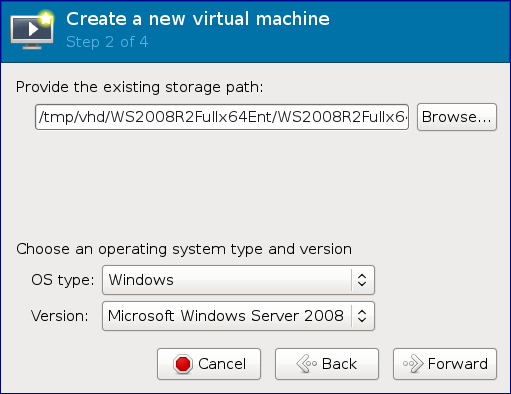 Create a new virtual machine
Step 2 of 4
Provide the existing storage path:
/tmp/vhd/WS2008R2Fullx64Ent/WS2008R2Fullx6
Browse...
Choose an operating system type and version
OS type: Windows
Version: Microsoft Windows Server 2008
Cancel Back Forward